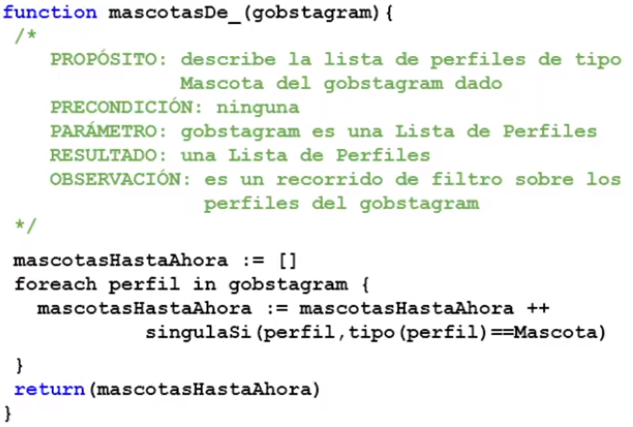 function mascotasDe_(gobstagram){
/*
PROPÓSITO: describe la lista de perfiles de tipo
Mascota del gobstagram dado
PRECONDICIÓN: ninguna
PARÁMETRO: gobstagram es una Lista de Perfiles
RESULTADO: una Lista de Perfiles
OBSERVACIÓN: es un recorrido de filtro sobre los
perfiles del gobstagram
*/
mascotasHastaAhora := []
foreach perfil in gobstagram {
mascotasHastaAhora := mascotasHastaAhora ++
singulaSi(perfil,tipo(perfil)==Mascota)
}
return(mascotasHastaAhora)
}